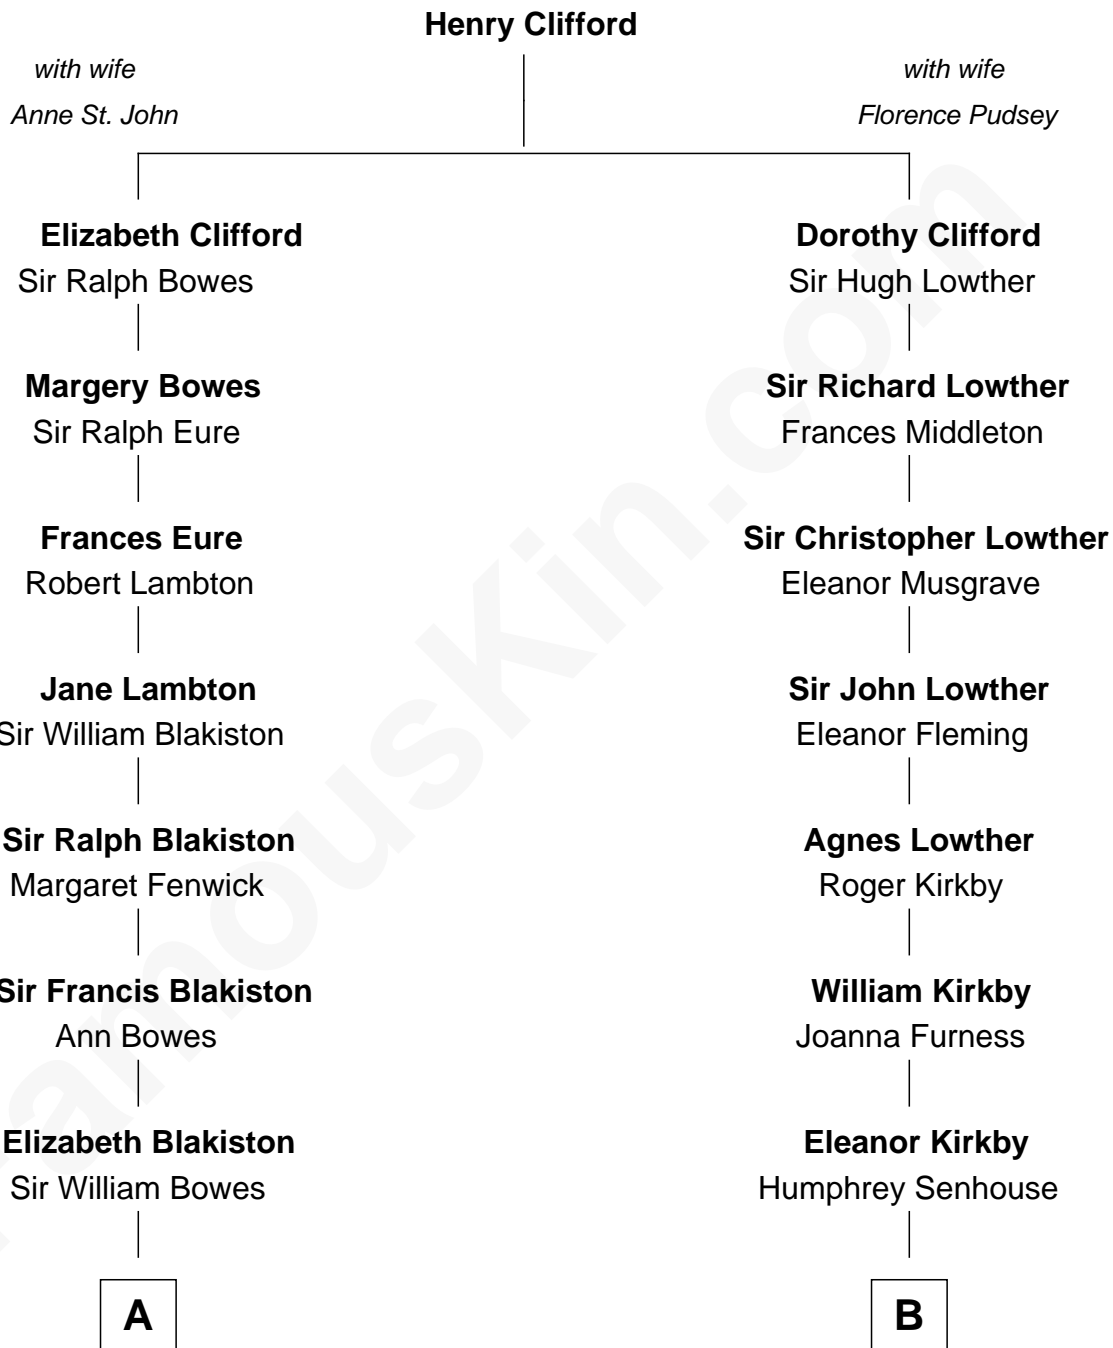 Henry Clifford
with wife
Anne St. John
with wife
Florence Pudsey
Elizabeth Clifford
Sir Ralph Bowes
Dorothy Clifford
Sir Hugh Lowther
Margery Bowes
Sir Ralph Eure
Sir Richard Lowther
Frances Middleton
Frances Eure
Robert Lambton
Sir Christopher Lowther
Eleanor Musgrave
Jane Lambton
Sir William Blakiston
Sir John Lowther
Eleanor Fleming
Sir Ralph Blakiston
Margaret Fenwick
Agnes Lowther
Roger Kirkby
Sir Francis Blakiston
Ann Bowes
William Kirkby
Joanna Furness
Elizabeth Blakiston
Sir William Bowes
Eleanor Kirkby
Humphrey Senhouse
A
B
FamousKin.com